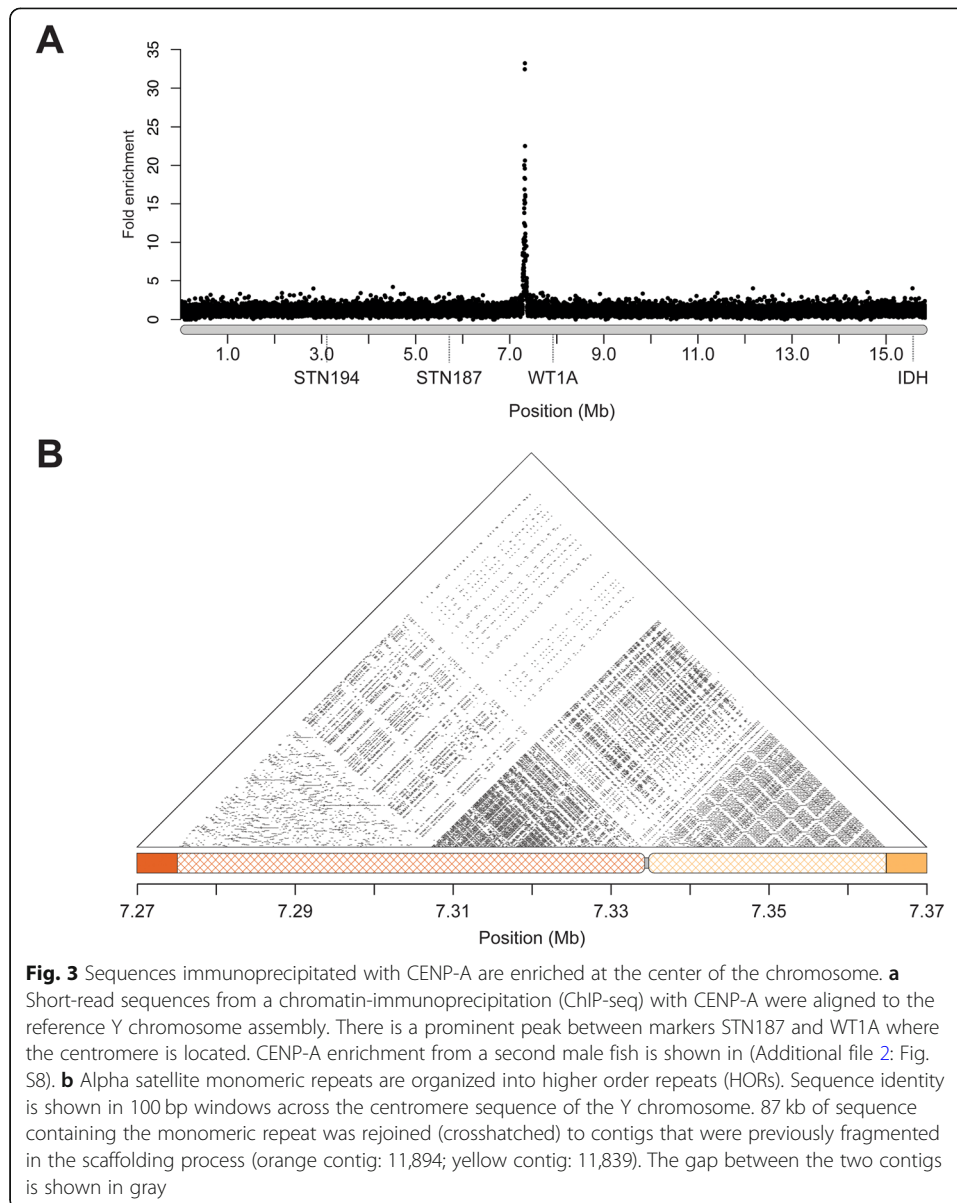 A
35
30
25
20
15
10
5
0
Fold enrichment
1.0 3.0 5.0 7.0 9.0 11.0 13.0 15.0
STN194 STN187 WT1A IDH
Position (Mb)
B
7.27 7.29 7.31 7.33 7.35 7.37
Position (Mb)
Fig. 3 Sequences immunoprecipitated with CENP-A are enriched at the center of the chromosome. a
Short-read sequences from a chromatin-immunoprecipitation (ChIP-seq) with CENP-A were aligned to the
reference Y chromosome assembly. There is a prominent peak between markers STN187 and WT1A where
the centromere is located. CENP-A enrichment from a second male fish is shown in (Additional file 2: Fig.
S8). b Alpha satellite monomeric repeats are organized into higher order repeats (HORs). Sequence identity
is shown in 100 bp windows across the centromere sequence of the Y chromosome. 87 kb of sequence
containing the monomeric repeat was rejoined (crosshatched) to contigs that were previously fragmented
in the scaffolding process (orange contig: 11,894; yellow contig: 11,839). The gap between the two contigs
is shown in gray